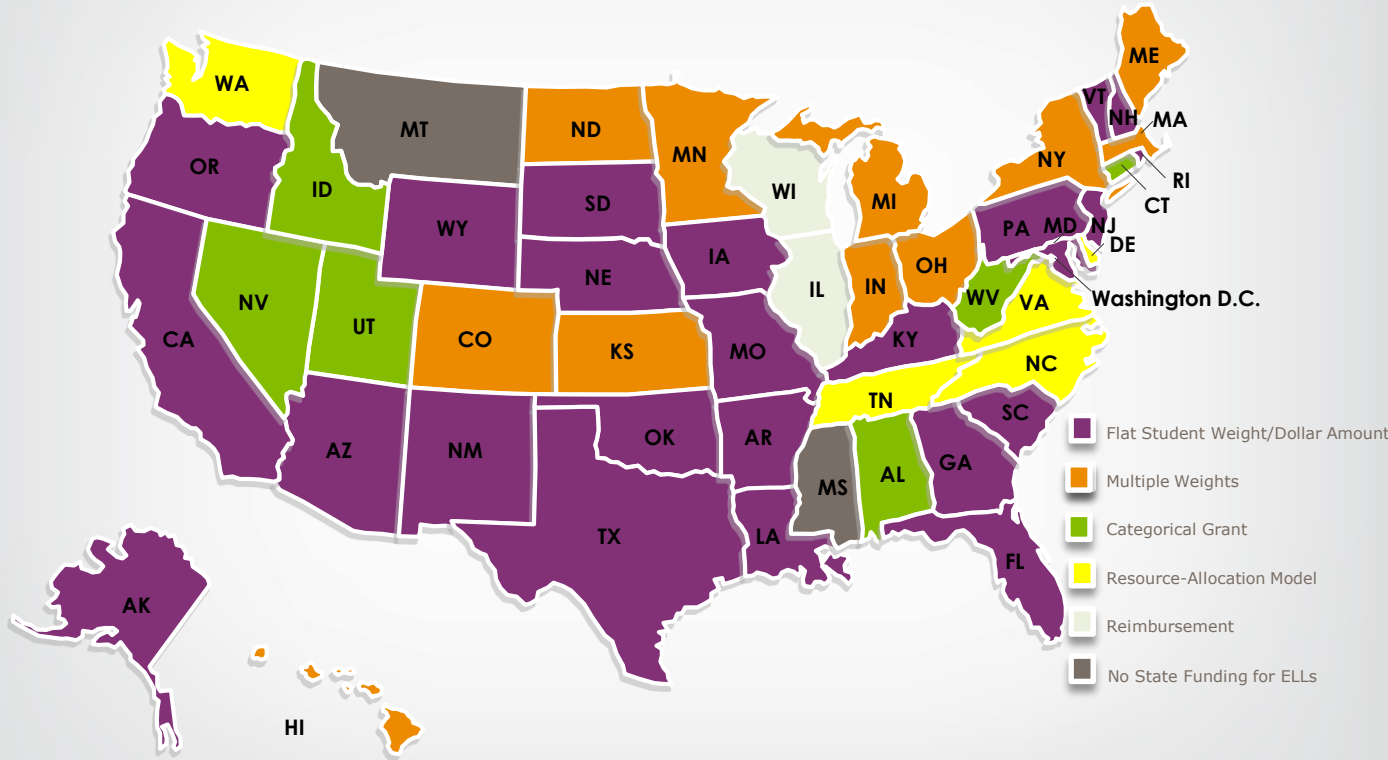 ME
WA
VT
NH
MA
MT
ND
MN
OR
NY
ID
WI
RI
SD
MI
CT
WY
PA
MD
NJ
DE
IA
OH
NE
IL
IN
WV
VA
Washington D.C.
NV
UT
CA
CO
KS
MO
KY
NC
TN
SC
AZ
NM
OK
AR
GA
AL
MS
TX
LA
FL
AK
HI
Flat Student Weight/Dollar Amount
Multiple Weights
Categorical Grant
Resource-Allocation Model
Reimbursement
No State Funding for ELLs